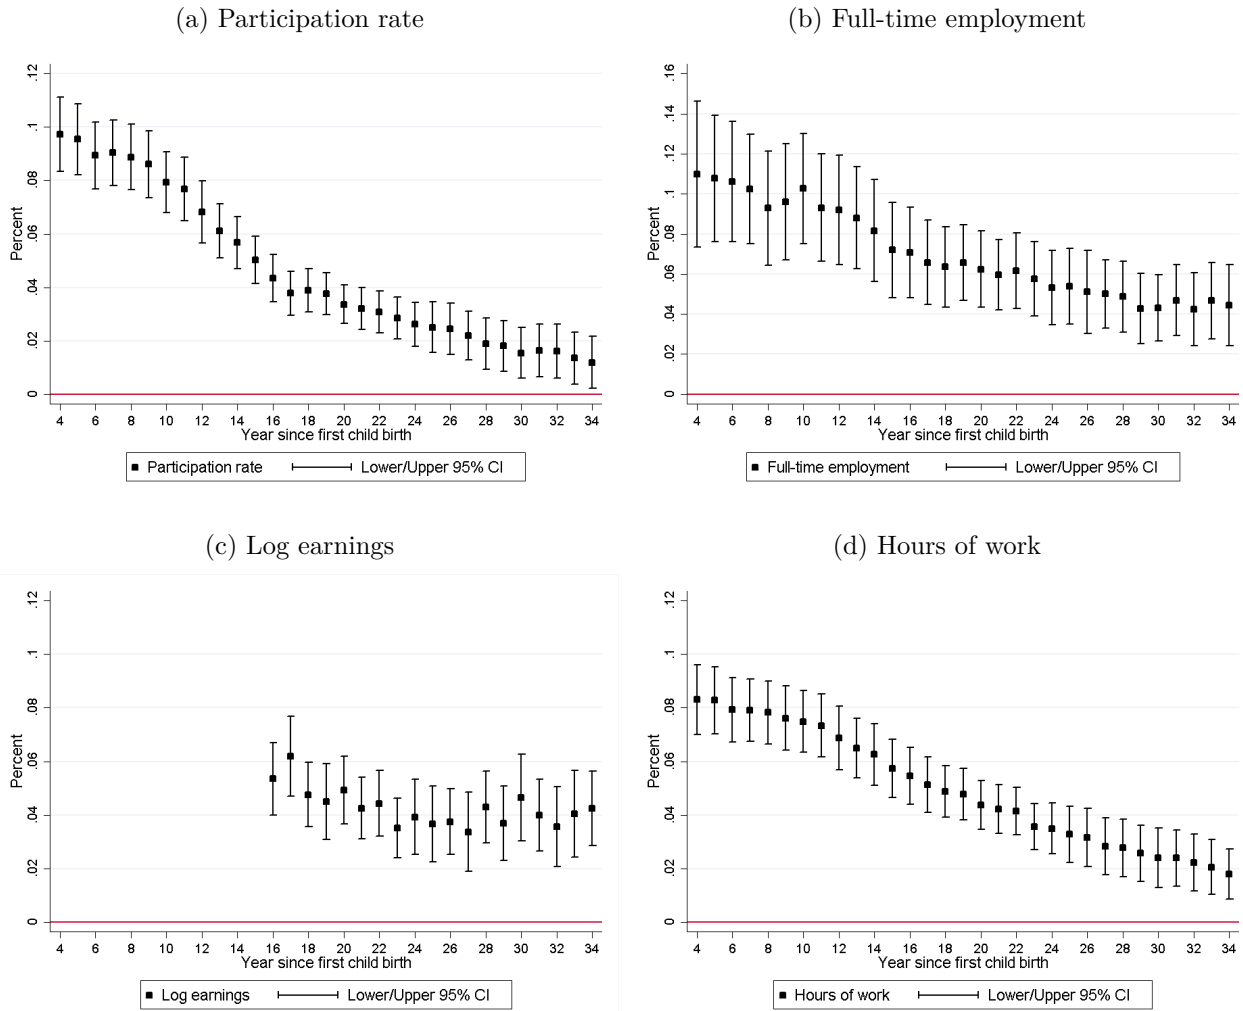 (a) Participation rate
Percent
.12
.1
.08
.06
.04
.02
0
4 6 8 10 12 14 16 18 20 22 24 26 28 30 32 34
Year since first child birth
Participation rate Lower/Upper 95% CI
(b) Full-time employment
Percent
.16
.14
.12
.1
.08
.06
.04
.02
0
4 6 8 10 12 14 16 18 20 22 24 26 28 30 32 34
Year since first child birth
Full-time employment Lower/Upper 95% CI
(c) Log earnings
Percent
.12
.1
.08
.06
.04
.02
0
4 6 8 10 12 14 16 18 20 22 24 26 28 30 32 34
Year since first child birth
Log earnings Lower/Upper 95% CI
(d) Hours of work
Percent
.12
.1
.08
.06
.04
.02
0
4 6 8 10 12 14 16 18 20 22 24 26 28 30 32 34
Year since first child birth
Hours of work Lower/Upper 95% CI